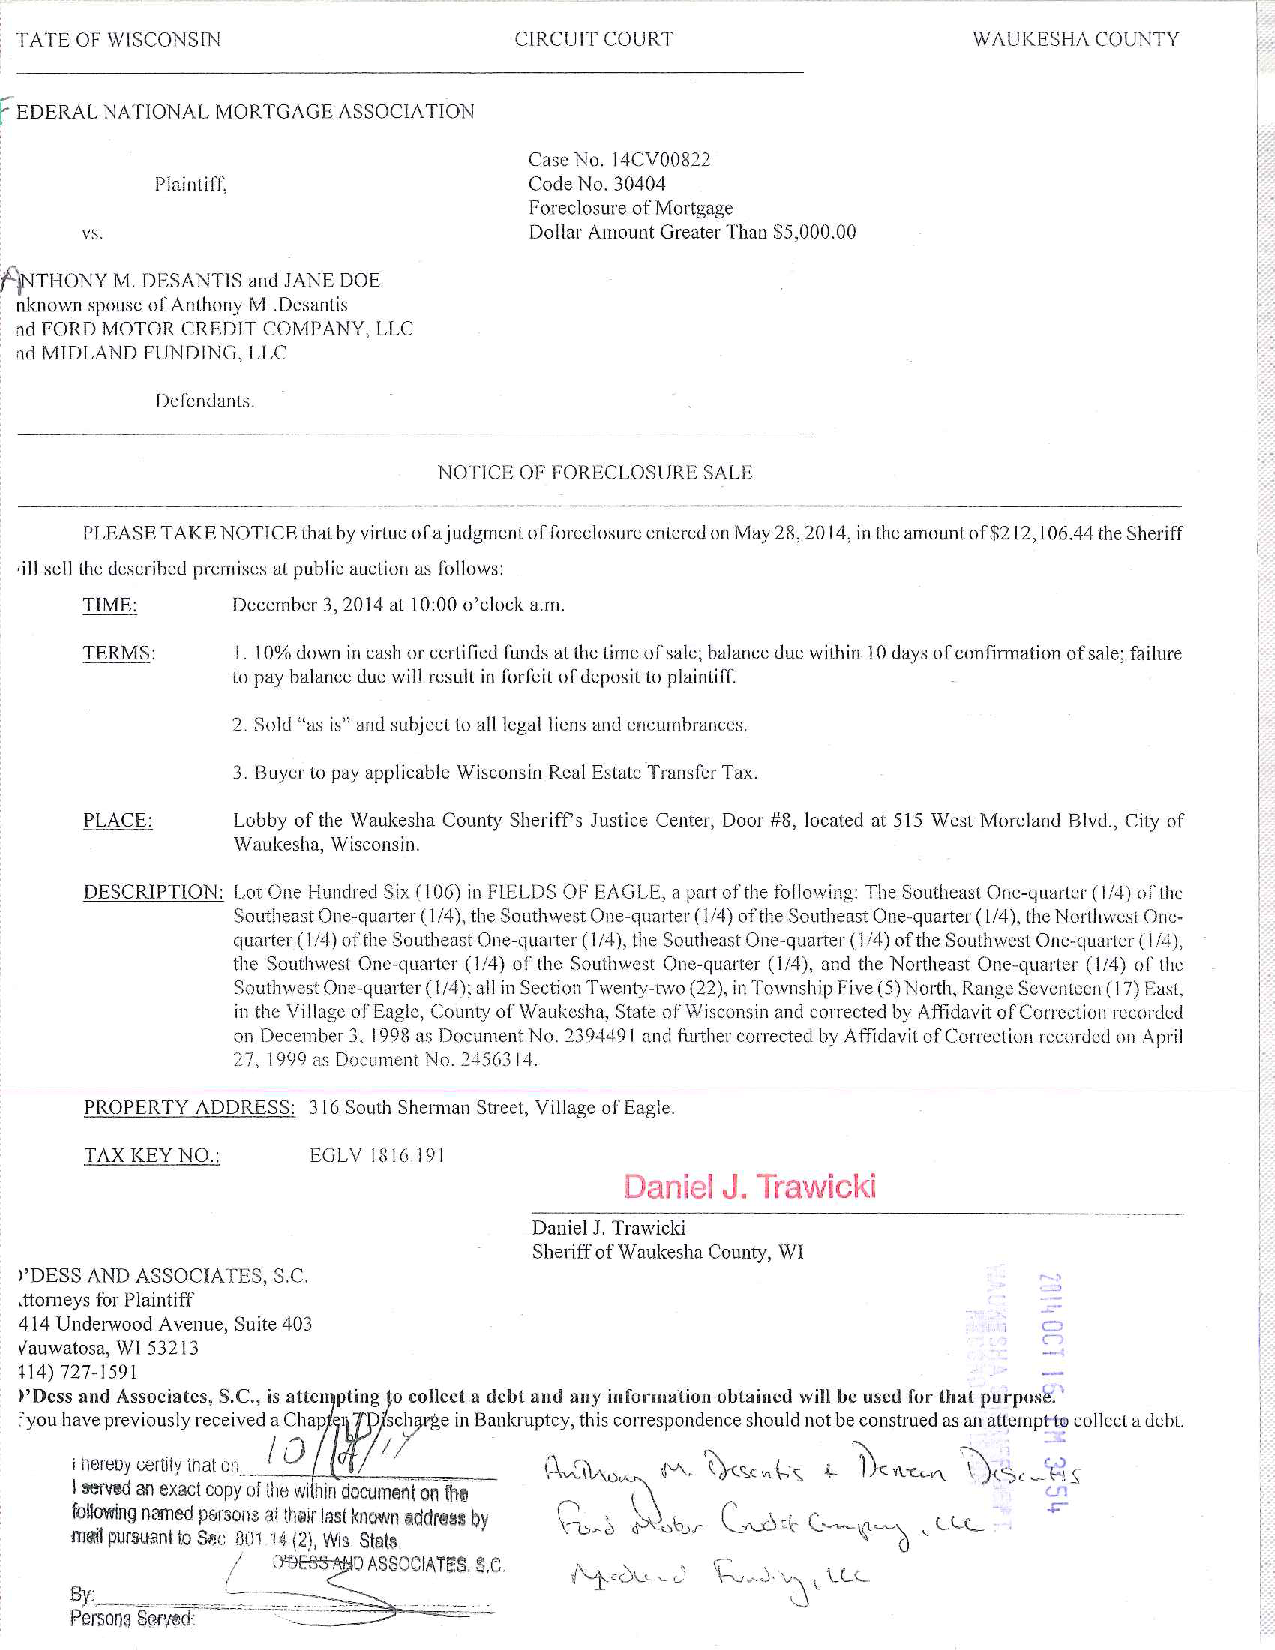 TATE OF WISCONSIN CIRCUIT COURT WAUKESHA COUNTY
FEDERAL NATIONAL MORTGAGE ASSOCIATION
Case No. 14CV00822
Plaintiff, Code No. 30404
Foreclosure of Mortgage
vs. Dollar Amount Greater Than $5,000.00
ANTHONY M. DESANTIS and JANE DOE
nknown spouse of Anthony M .Desantis
nd FORD MOTOR CREDIT COMPANY, LLC
nd MIDLAND FUNDING, LLC
Defendants.
NOTICE OF FORECLOSURE SALE
PLEASE TAKE NOTICE that by virtue of a judgment of foreclosure entered on May 28, 2014, in the amount of $212,106.44 the Sheriff
ill sell the described premises at public auction as follows:
TIME: December 3, 2014 at 10:00 o'clock a.m.
TERMS: 1. 10% down in cash or certified funds at the time of sale; balance due within 10 days of confirmation of sale; failure
to pay balance due will result in forfeit of deposit to plaintiff.
2. Sold "as is" and subject to all legal liens and encumbrances.
3. Buyer to pay applicable Wisconsin Real Estate Transfer Tax.
PLACE: Lobby of the Waukesha County Sheriff's Justice Center, Door #8, located at 515 West Moreland Blvd., City of
Waukesha, Wisconsin.
DESCRIPTION: Lot One Hundred Six (106) in FIELDS OF EAGLE, a part of the following: The Southeast One-quarter (1/4) of the
Southeast One-quarter (1/4), the Southwest One-quarter (1/4) of the Southeast One-quarter (1/4), the Northwest One-
quarter (1/4) of the Southeast One-quarter (1/4), the Southeast One-quarter (1/4) of the Southwest One-quarter (1/4),
the Southwest One-quarter (1/4) of the Southwest One-quarter (1/4), and the Northeast One-quarter (1/4) of the
Southwest One-quarter (1/4); all in Section Twenty-two (22), in Township Five (5) North, Range Seventeen (17) East,
in the Village of Eagle, County of Waukesha, State of Wisconsin and corrected by Affidavit of Correction recorded
on December 3, 1998 as Document No. 2394491 and further corrected by Affidavit of Correction recorded on April
27, 1999 as Document No. 2456314.
PROPERTY ADDRESS: 316 South Sherman Street, Village of Eagle.
TAX KEY NO.: EGLV 1816.191
Daniel J. Trawicki
Daniel J. Trawicki
Sheriff of Waukesha County, WI
'DESS AND ASSOCIATES, S.C.
ttorneys for Plaintiff
414 Underwood Avenue, Suite 403
Vauwatosa, WI 53213
414) 727-1591
'Dess and Associates, S.C., is attempting to collect a debt and any information obtained will be used for that purpose.
f you have previously received a Chapter 7 Discharge in Bankruptcy, this correspondence should not be construed as an attempt to collect a debt.
I hereby certify that on 10/14/14
I served an exact copy of the within document on the
following named persons at their last known address by
mail pursuant to Sec 801.14 (2), Wis Stats
O'DESS AND ASSOCIATES, S.C.
By:
Persons Served:
Anthony M. Desantis & Desantis
Ford Motor Credit Company, LLC
Midland Funding, LLC
2014 OCT 16